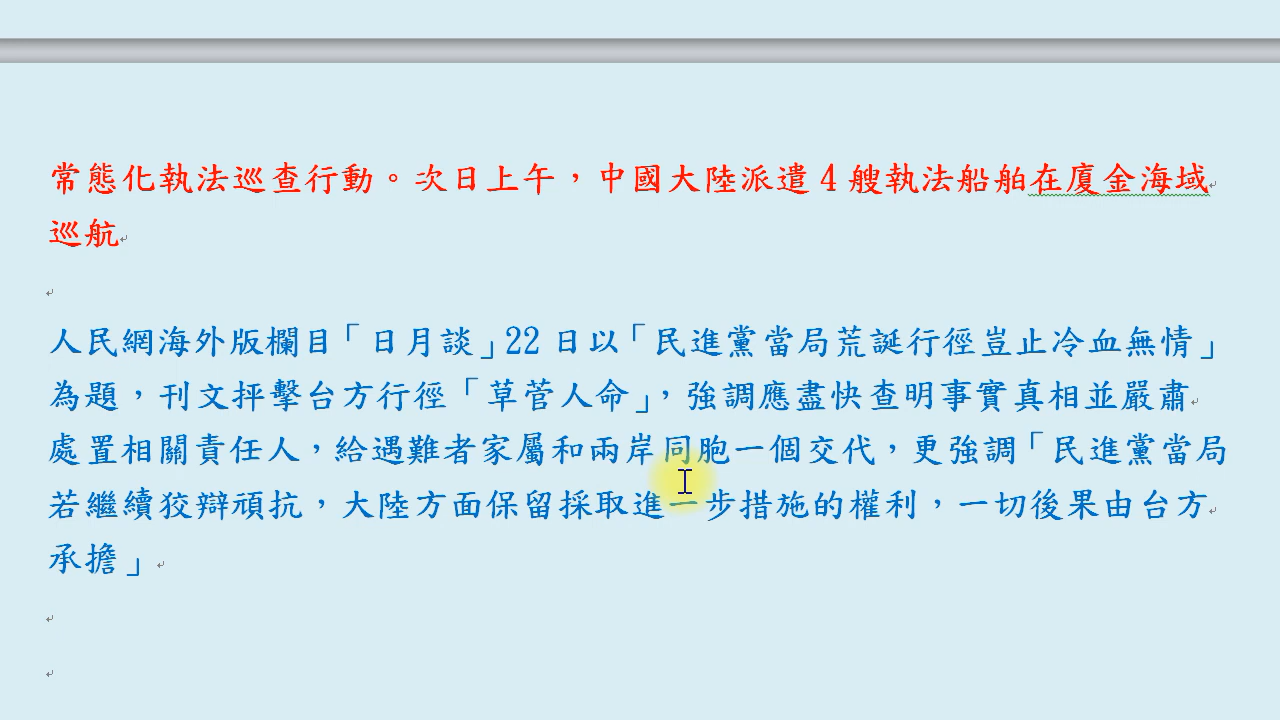 常態化執法巡查行動。次日上午，中國大陸派遣 4 艘執法船舶在廈金海域
巡航
人民網海外版欄目「日月談」22 日以「民進黨當局荒誕行徑豈止冷血無情」
為題，刊文抨擊台方行徑「草菅人命」，強調應盡快查明事實真相並嚴肅
處置相關責任人，給遇難者家屬和兩岸同胞一個交代，更強調「民進黨當局
若繼續狡辯頑抗，大陸方面保留採取進一步措施的權利，一切後果由台方
承擔」